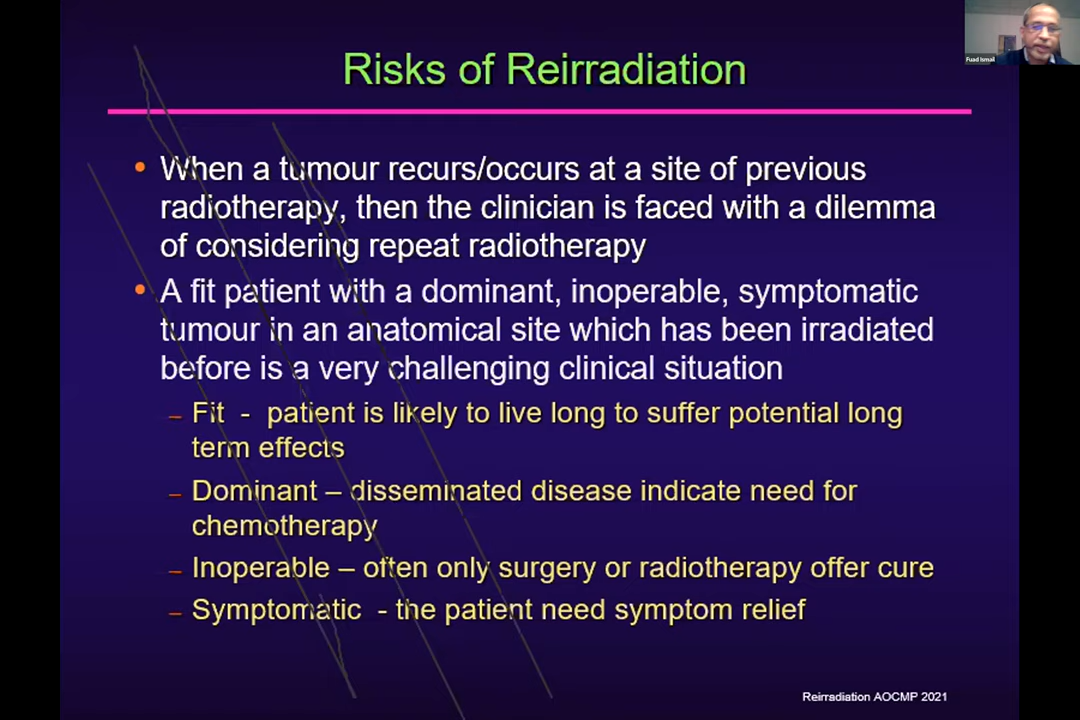 Risks of Reirradiation
Fuad Ismail
• When a tumour recurs/occurs at a site of previous
radiotherapy, then the clinician is faced with a dilemma
of considering repeat radiotherapy
• A fit patient with a dominant, inoperable, symptomatic
tumour in an anatomical site which has been irradiated
before is a very challenging clinical situation
– Fit - patient is likely to live long to suffer potential long
term effects
– Dominant – disseminated disease indicate need for
chemotherapy
– Inoperable – often only surgery or radiotherapy offer cure
– Symptomatic - the patient need symptom relief
Reirradiation AOCMP 2021